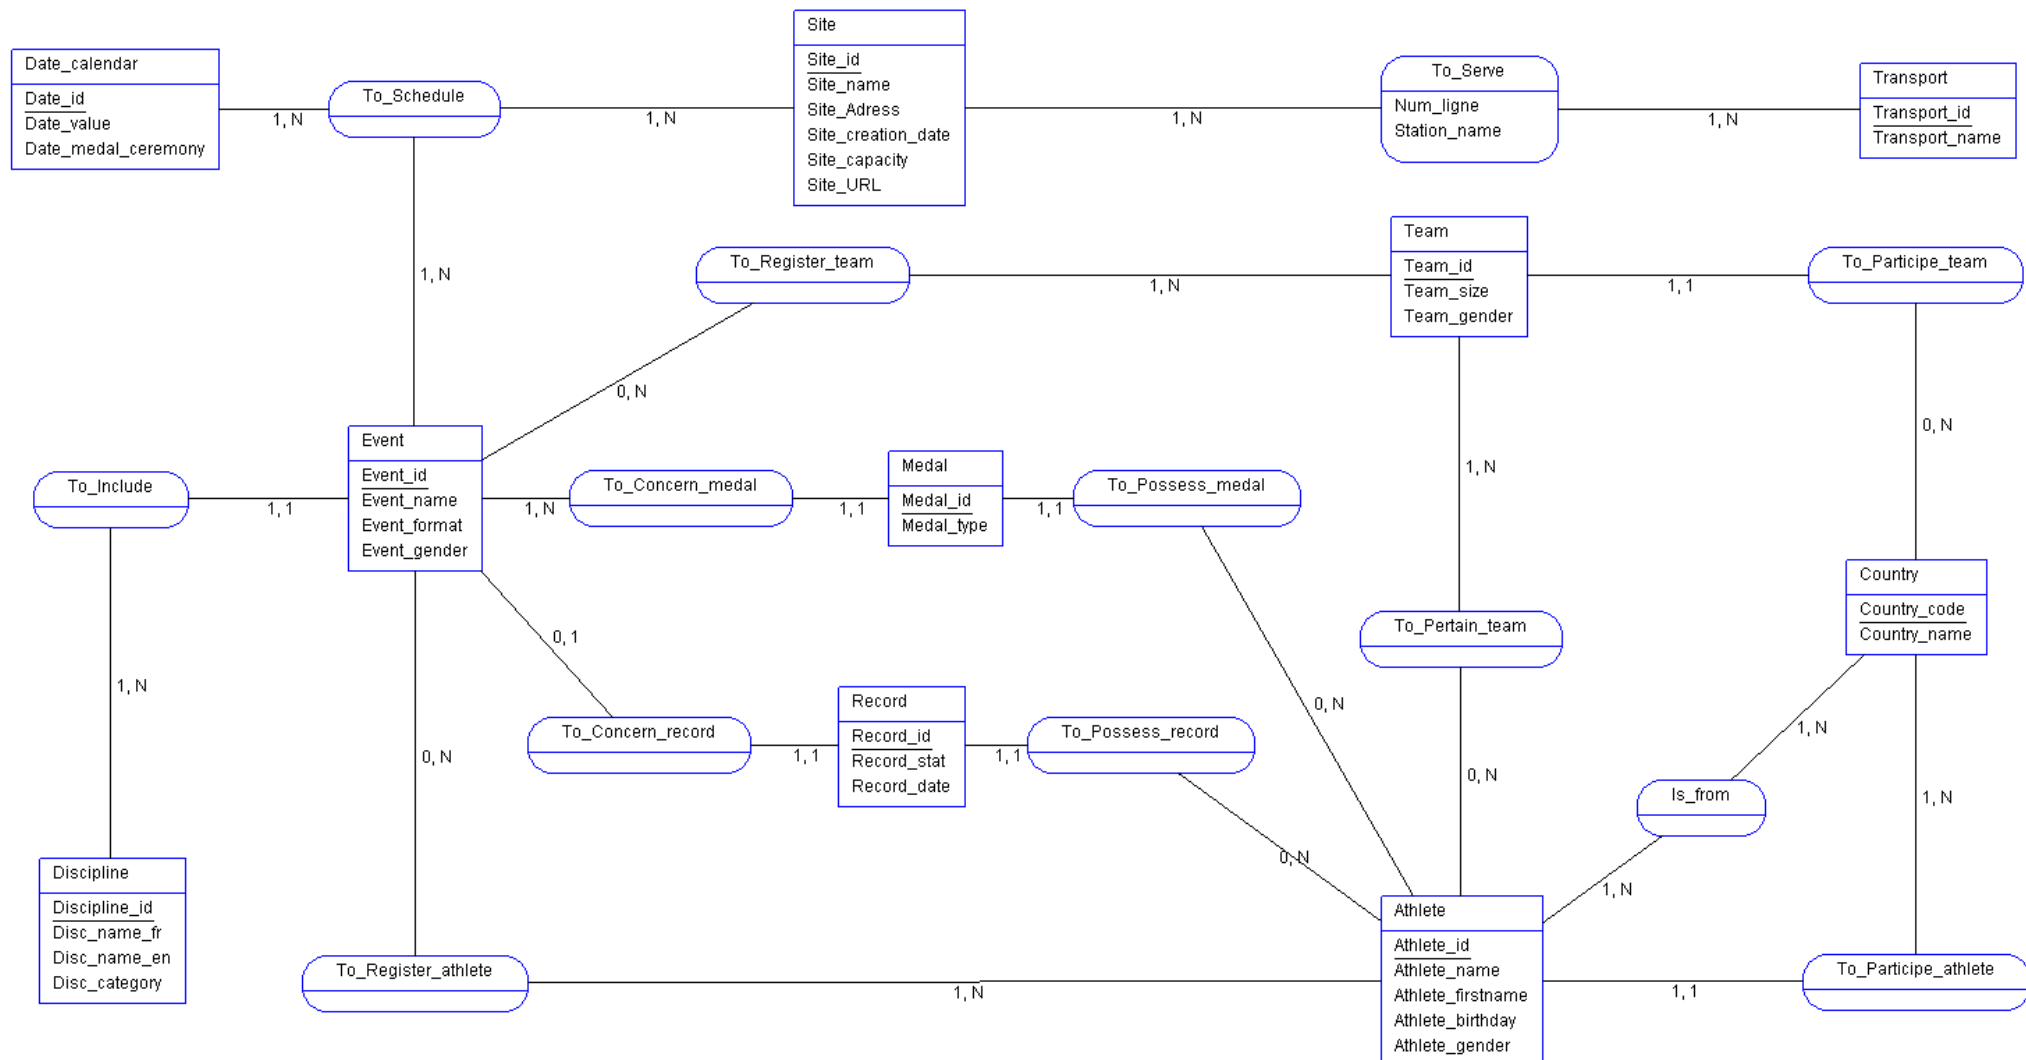 Date_calendar
Date_id
Date_value
Date_medal_ceremony
1, N
To_Schedule
1, N
Site
Site_id
Site_name
Site_Adress
Site_creation_date
Site_capacity
Site_URL
1, N
To_Serve
Num_ligne
Station_name
1, N
Transport
Transport_id
Transport_name
1, N
To_Register_team
1, N
Team
Team_id
Team_size
Team_gender
1, 1
To_Participe_team
0, N
0, N
1, N
Event
Event_id
Event_name
Event_format
Event_gender
To_Include
1, 1
1, N
To_Concern_medal
1, 1
Medal
Medal_id
Medal_type
1, 1
To_Possess_medal
Country
Country_code
Country_name
To_Pertain_team
0, 1
1, N
0, N
To_Concern_record
1, 1
Record
Record_id
Record_stat
Record_date
1, 1
To_Possess_record
0, N
0, N
0, N
1, N
Is_from
1, N
1, N
Discipline
Discipline_id
Disc_name_fr
Disc_name_en
Disc_category
To_Register_athlete
1, N
Athlete
Athlete_id
Athlete_name
Athlete_firstname
Athlete_birthday
Athlete_gender
1, 1
To_Participe_athlete